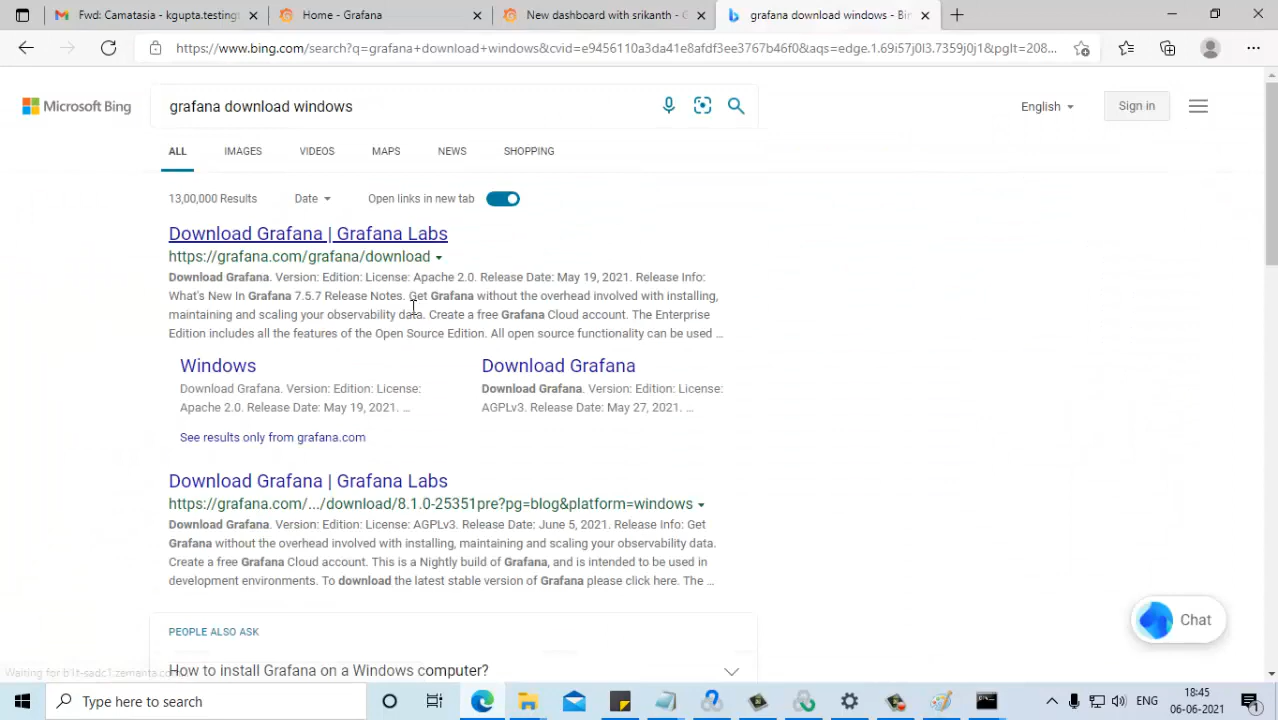 Fwd: Campata - desigated_testin
Home - Grafana
New dashboard with srikanth - G
grafana download windows - Bin
https://www.bing.com/search?q=grafana+download+windows&cvid=e9456110a3da41e8afdf3ee3767b46f0&aqs=edge.1.69i57j0l3.7359j0j1&pglt=208...
Microsoft Bing
grafana download windows
English
Sign in
ALL
IMAGES
VIDEOS
MAPS
NEWS
SHOPPING
13,00,000 Results
Date
Open links in new tab
Download Grafana | Grafana Labs
https://grafana.com/grafana/download
Download Grafana. Version: Edition: License: Apache 2.0. Release Date: May 19, 2021. Release Info:
What's New In Grafana 7.5.7 Release Notes. Get Grafana without the overhead involved with installing,
maintaining and scaling your observability data. Create a free Grafana Cloud account. The Enterprise
Edition includes all the features of the Open Source Edition. All open source functionality can be used ...
Windows
Download Grafana. Version: Edition: License:
Apache 2.0. Release Date: May 19, 2021. ...
Download Grafana
Download Grafana. Version: Edition: License:
AGPLv3. Release Date: May 27, 2021. ...
See results only from grafana.com
Download Grafana | Grafana Labs
https://grafana.com/.../download/8.1.0-25351pre?pg=blog&platform=windows
Download Grafana. Version: Edition: License: AGPLv3. Release Date: June 5, 2021. Release Info: Get
Grafana without the overhead involved with installing, maintaining and scaling your observability data.
Create a free Grafana Cloud account. This is a Nightly build of Grafana, and is intended to be used in
development environments. To download the latest stable version of Grafana please click here. The ...
PEOPLE ALSO ASK
How to install Grafana on a Windows computer?
Chat
Waiting for b1t-sadc1.zemanta.co
Type here to search
ENG
18:45
06-06-2021
1